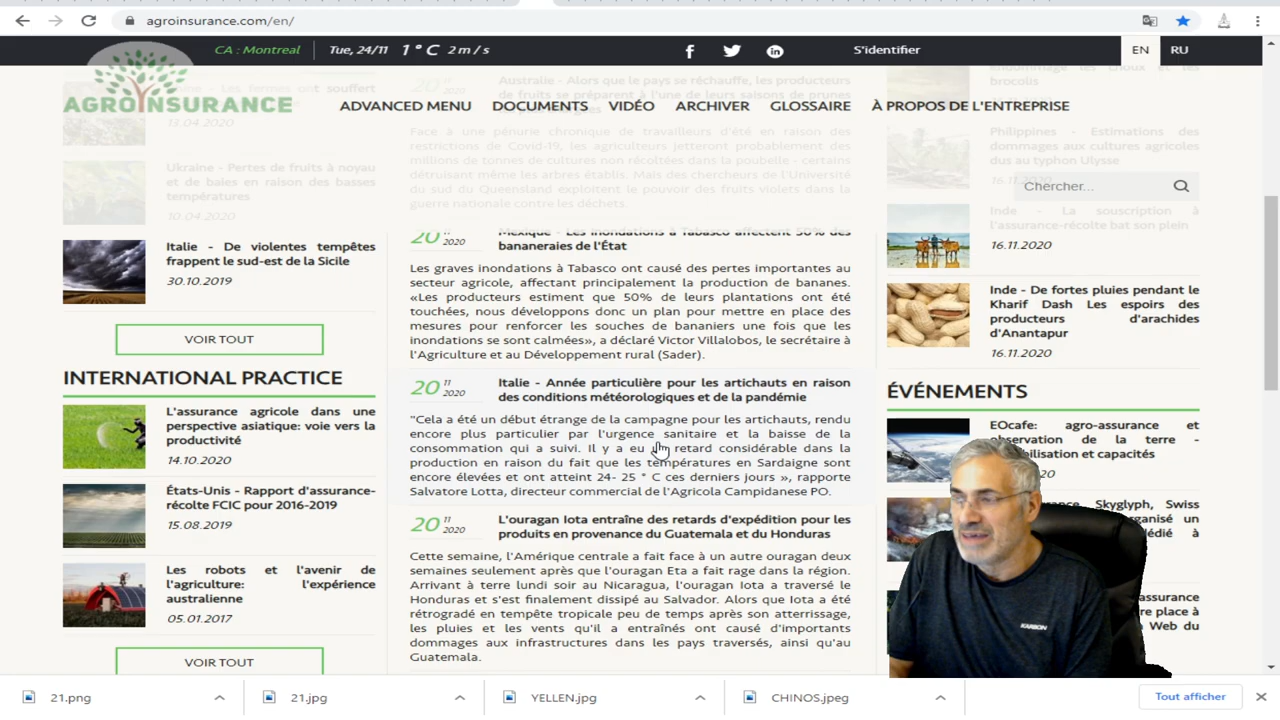 agroinsurance.com/en/
CA : Montreal
Tue, 24/11 1 ° C 2 m / s
S'identifier
EN
RU
AGROINSURANCE
ADVANCED MENU
DOCUMENTS
VIDÉO
ARCHIVER
GLOSSAIRE
À PROPOS DE L'ENTREPRISE
Chercher...
13.04.2020
Ukraine - Pertes de fruits à noyau
et de baies en raison des basses
températures
10.04.2020
Italie - De violentes tempêtes
frappent le sud-est de la Sicile
30.10.2019
VOIR TOUT
INTERNATIONAL PRACTICE
L'assurance agricole dans une
perspective asiatique: voie vers la
productivité
14.10.2020
États-Unis - Rapport d'assurance-
récolte FCIC pour 2016-2019
15.08.2019
Les robots et l'avenir de
l'agriculture: l'expérience
australienne
05.01.2017
VOIR TOUT
Australie - Alors que le pays se réchauffe, les producteurs
de fruits se préparent à l'une de leurs saisons de prunes
Face à une pénurie chronique de travailleurs d'été en raison des
restrictions de Covid-19, les agriculteurs jetteront probablement des
millions de tonnes de cultures non récoltées dans la poubelle - certains
détruisant même les arbres établis. Mais des chercheurs de l'Université
du sud du Queensland exploitent le pouvoir des fruits violets dans la
guerre nationale contre les déchets.
20 11 2020
Mexique - Les inondations à Tabasco affectent 50% des
bananeraies de l'État
Les graves inondations à Tabasco ont causé des pertes importantes au
secteur agricole, affectant principalement la production de bananes.
«Les producteurs estiment que 50% de leurs plantations ont été
touchées, nous développons donc un plan pour mettre en place des
mesures pour renforcer les souches de bananiers une fois que les
inondations se sont calmées», a déclaré Victor Villalobos, le secrétaire à
l'Agriculture et au Développement rural (Sader).
20 11 2020
Italie - Année particulière pour les artichauts en raison
des conditions météorologiques et de la pandémie
"Cela a été un début étrange de la campagne pour les artichauts, rendu
encore plus particulier par l'urgence sanitaire et la baisse de la
consommation qui a suivi. Il y a eu retard considérable dans la
production en raison du fait que les températures en Sardaigne sont
encore élevées et ont atteint 24- 25 ° C ces derniers jours », rapporte
Salvatore Lotta, directeur commercial de l'Agricola Campidanese PO.
20 11 2020
L'ouragan Iota entraîne des retards d'expédition pour les
produits en provenance du Guatemala et du Honduras
Cette semaine, l'Amérique centrale a fait face à un autre ouragan deux
semaines seulement après que l'ouragan Eta a fait rage dans la région.
Arrivant à terre lundi soir au Nicaragua, l'ouragan Iota a traversé le
Honduras et s'est finalement dissipé au Salvador. Alors que Iota a été
rétrogradé en tempête tropicale peu de temps après son atterrissage,
les pluies et les vents qu'il a entraînés ont causé d'importants
dommages aux infrastructures dans les pays traversés, ainsi qu'au
Guatemala.
endommage les choux et les
brocolis
Philippines - Estimations des
dommages aux cultures agricoles
dus au typhon Ulysse
16.11.2020
Inde - La souscription à
l'assurance-récolte bat son plein
16.11.2020
Inde - De fortes pluies pendant le
Kharif Dash Les espoirs des
producteurs d'arachides
d'Anantapur
16.11.2020
ÉVÉNEMENTS
EOcafe: agro-assurance et
observation de la terre -
et capacités
Skyglyph, Swiss
un
à
place à
Web du
KARBON
21.png
21.jpg
YELLEN.jpg
CHINOS.jpeg
Tout afficher